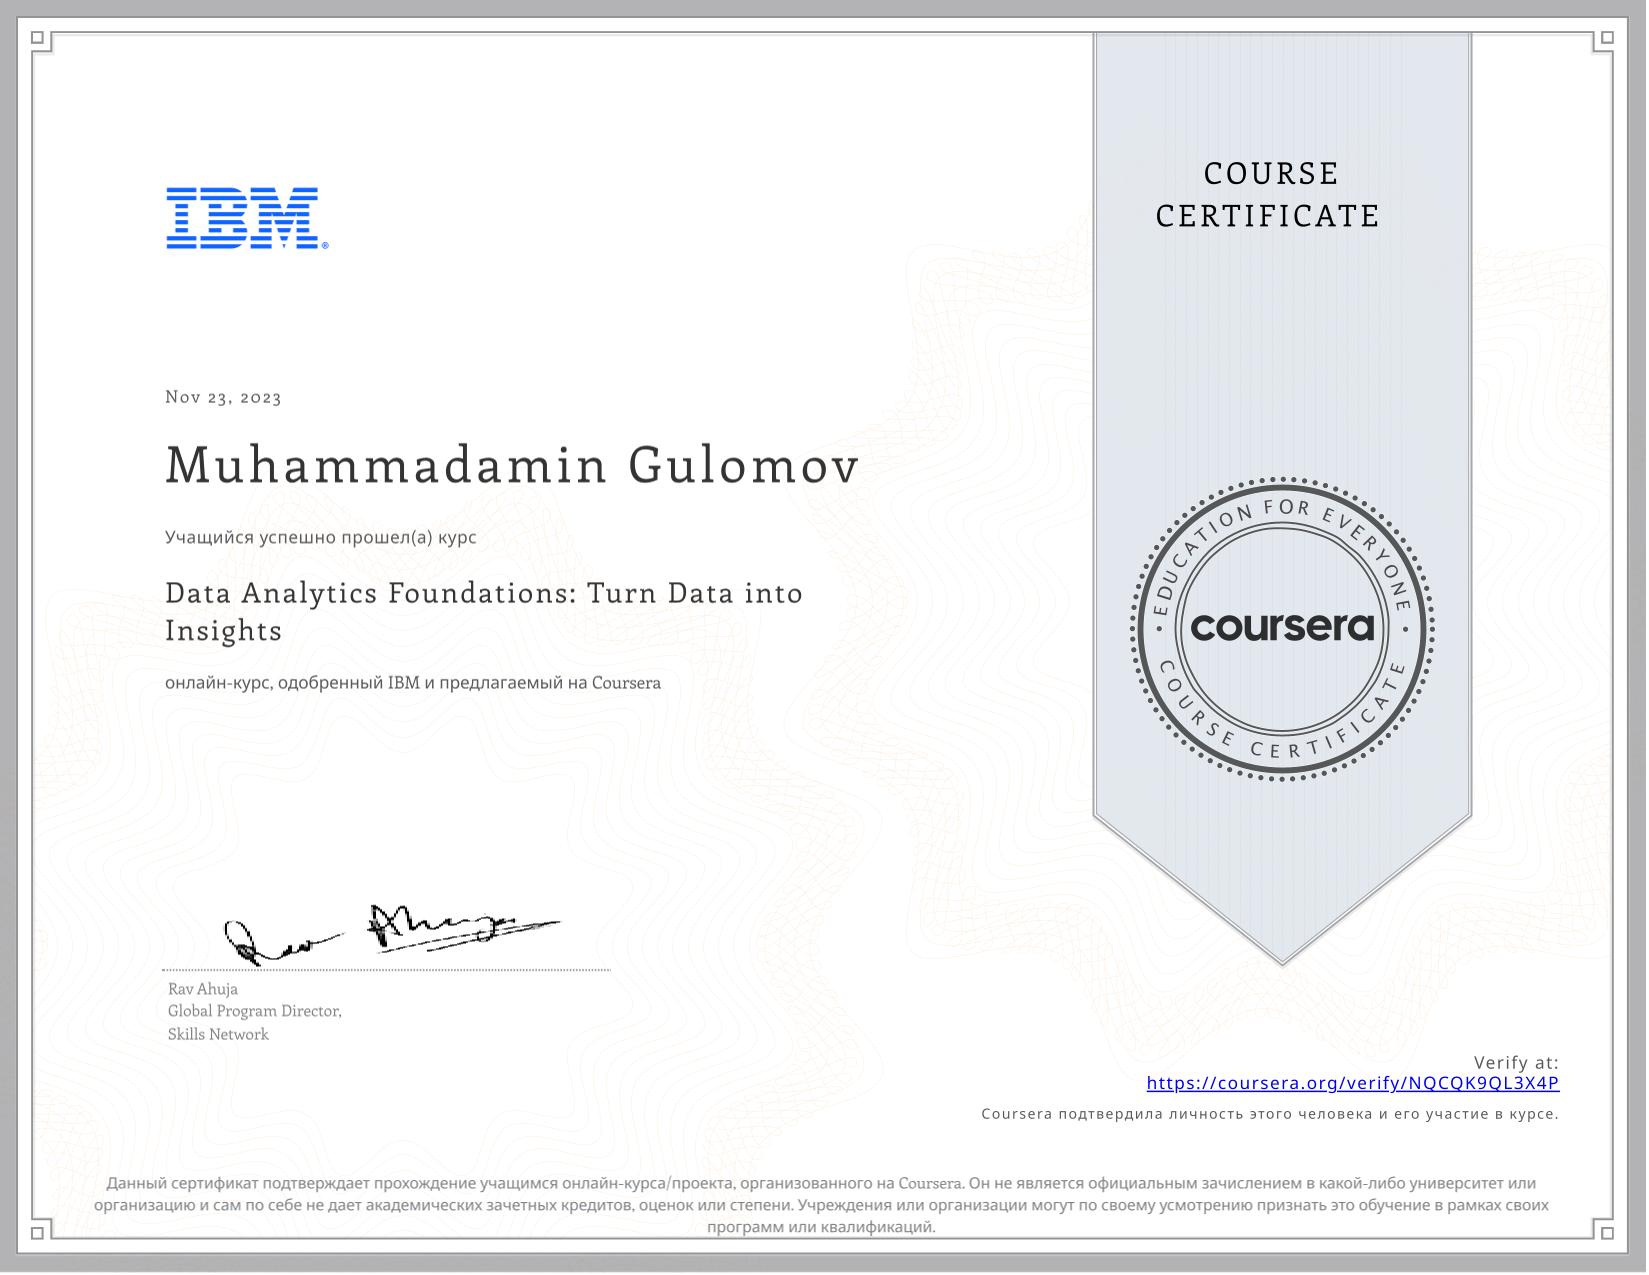 COURSE
CERTIFICATE
IBM®
Nov 23, 2023
Muhammadamin Gulomov
Учащийся успешно прошел(а) курс
Data Analytics Foundations: Turn Data into
Insights
онлайн-курс, одобренный IBM и предлагаемый на Coursera
EDUCATION FOR EVERYONE
coursera
COURSE CERTIFICATE
Rav Ahuja
Global Program Director,
Skills Network
Verify at:
https://coursera.org/verify/NQCQK9QL3X4P
Coursera подтвердила личность этого человека и его участие в курсе.
Данный сертификат подтверждает прохождение учащимся онлайн-курса/проекта, организованного на Coursera. Он не является официальным зачислением в какой-либо университет или
организацию и сам по себе не дает академических зачетных кредитов, оценок или степени. Учреждения или организации могут по своему усмотрению признать это обучение в рамках своих
программ или квалификаций.